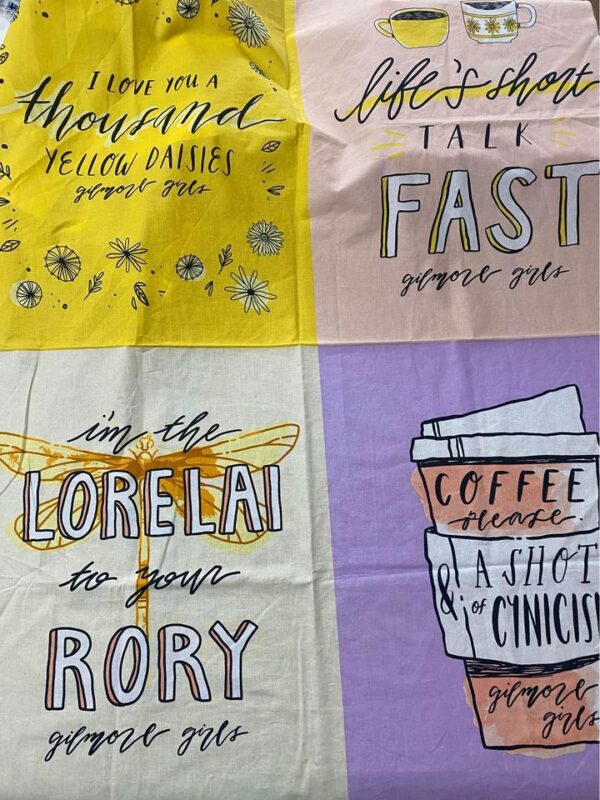 I LOVE YOU A
thousand
YELLOW DAISIES
gilmore girls
life's short
TALK
FAST
gilmore girls
i'm the
LORELAI
to your
RORY
gilmore girls
COFFEE
please.
& A SHOT
of CYNICIS
gilmore
girls